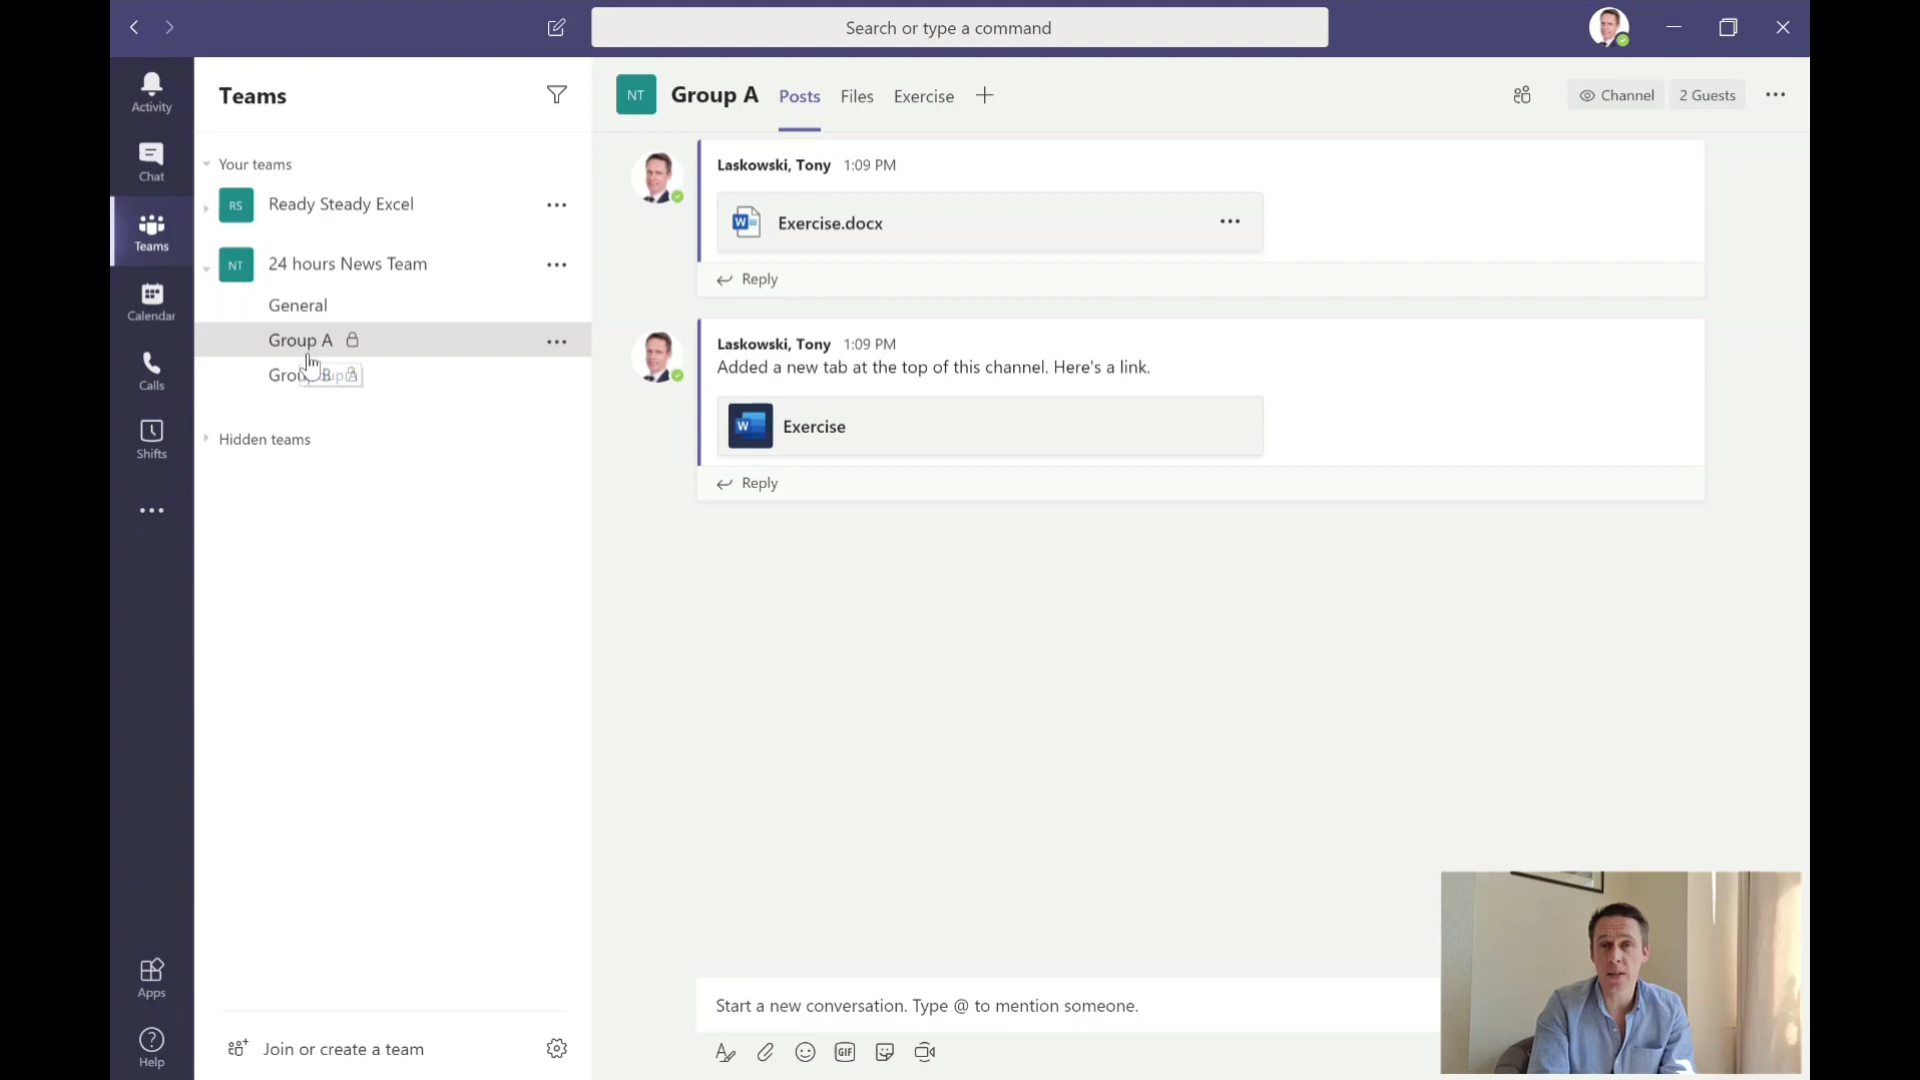 Search or type a command
Activity
Chat
Teams
Calendar
Calls
Shifts
Apps
Help
Teams
Your teams
RS Ready Steady Excel
NT 24 hours News Team
General
Group A
Hidden teams
Join or create a team
NT Group A Posts Files Exercise
Channel 2 Guests
Laskowski, Tony 1:09 PM
W Exercise.docx
Reply
Laskowski, Tony 1:09 PM
Added a new tab at the top of this channel. Here's a link.
W Exercise
Reply
Start a new conversation. Type @ to mention someone.
GIF